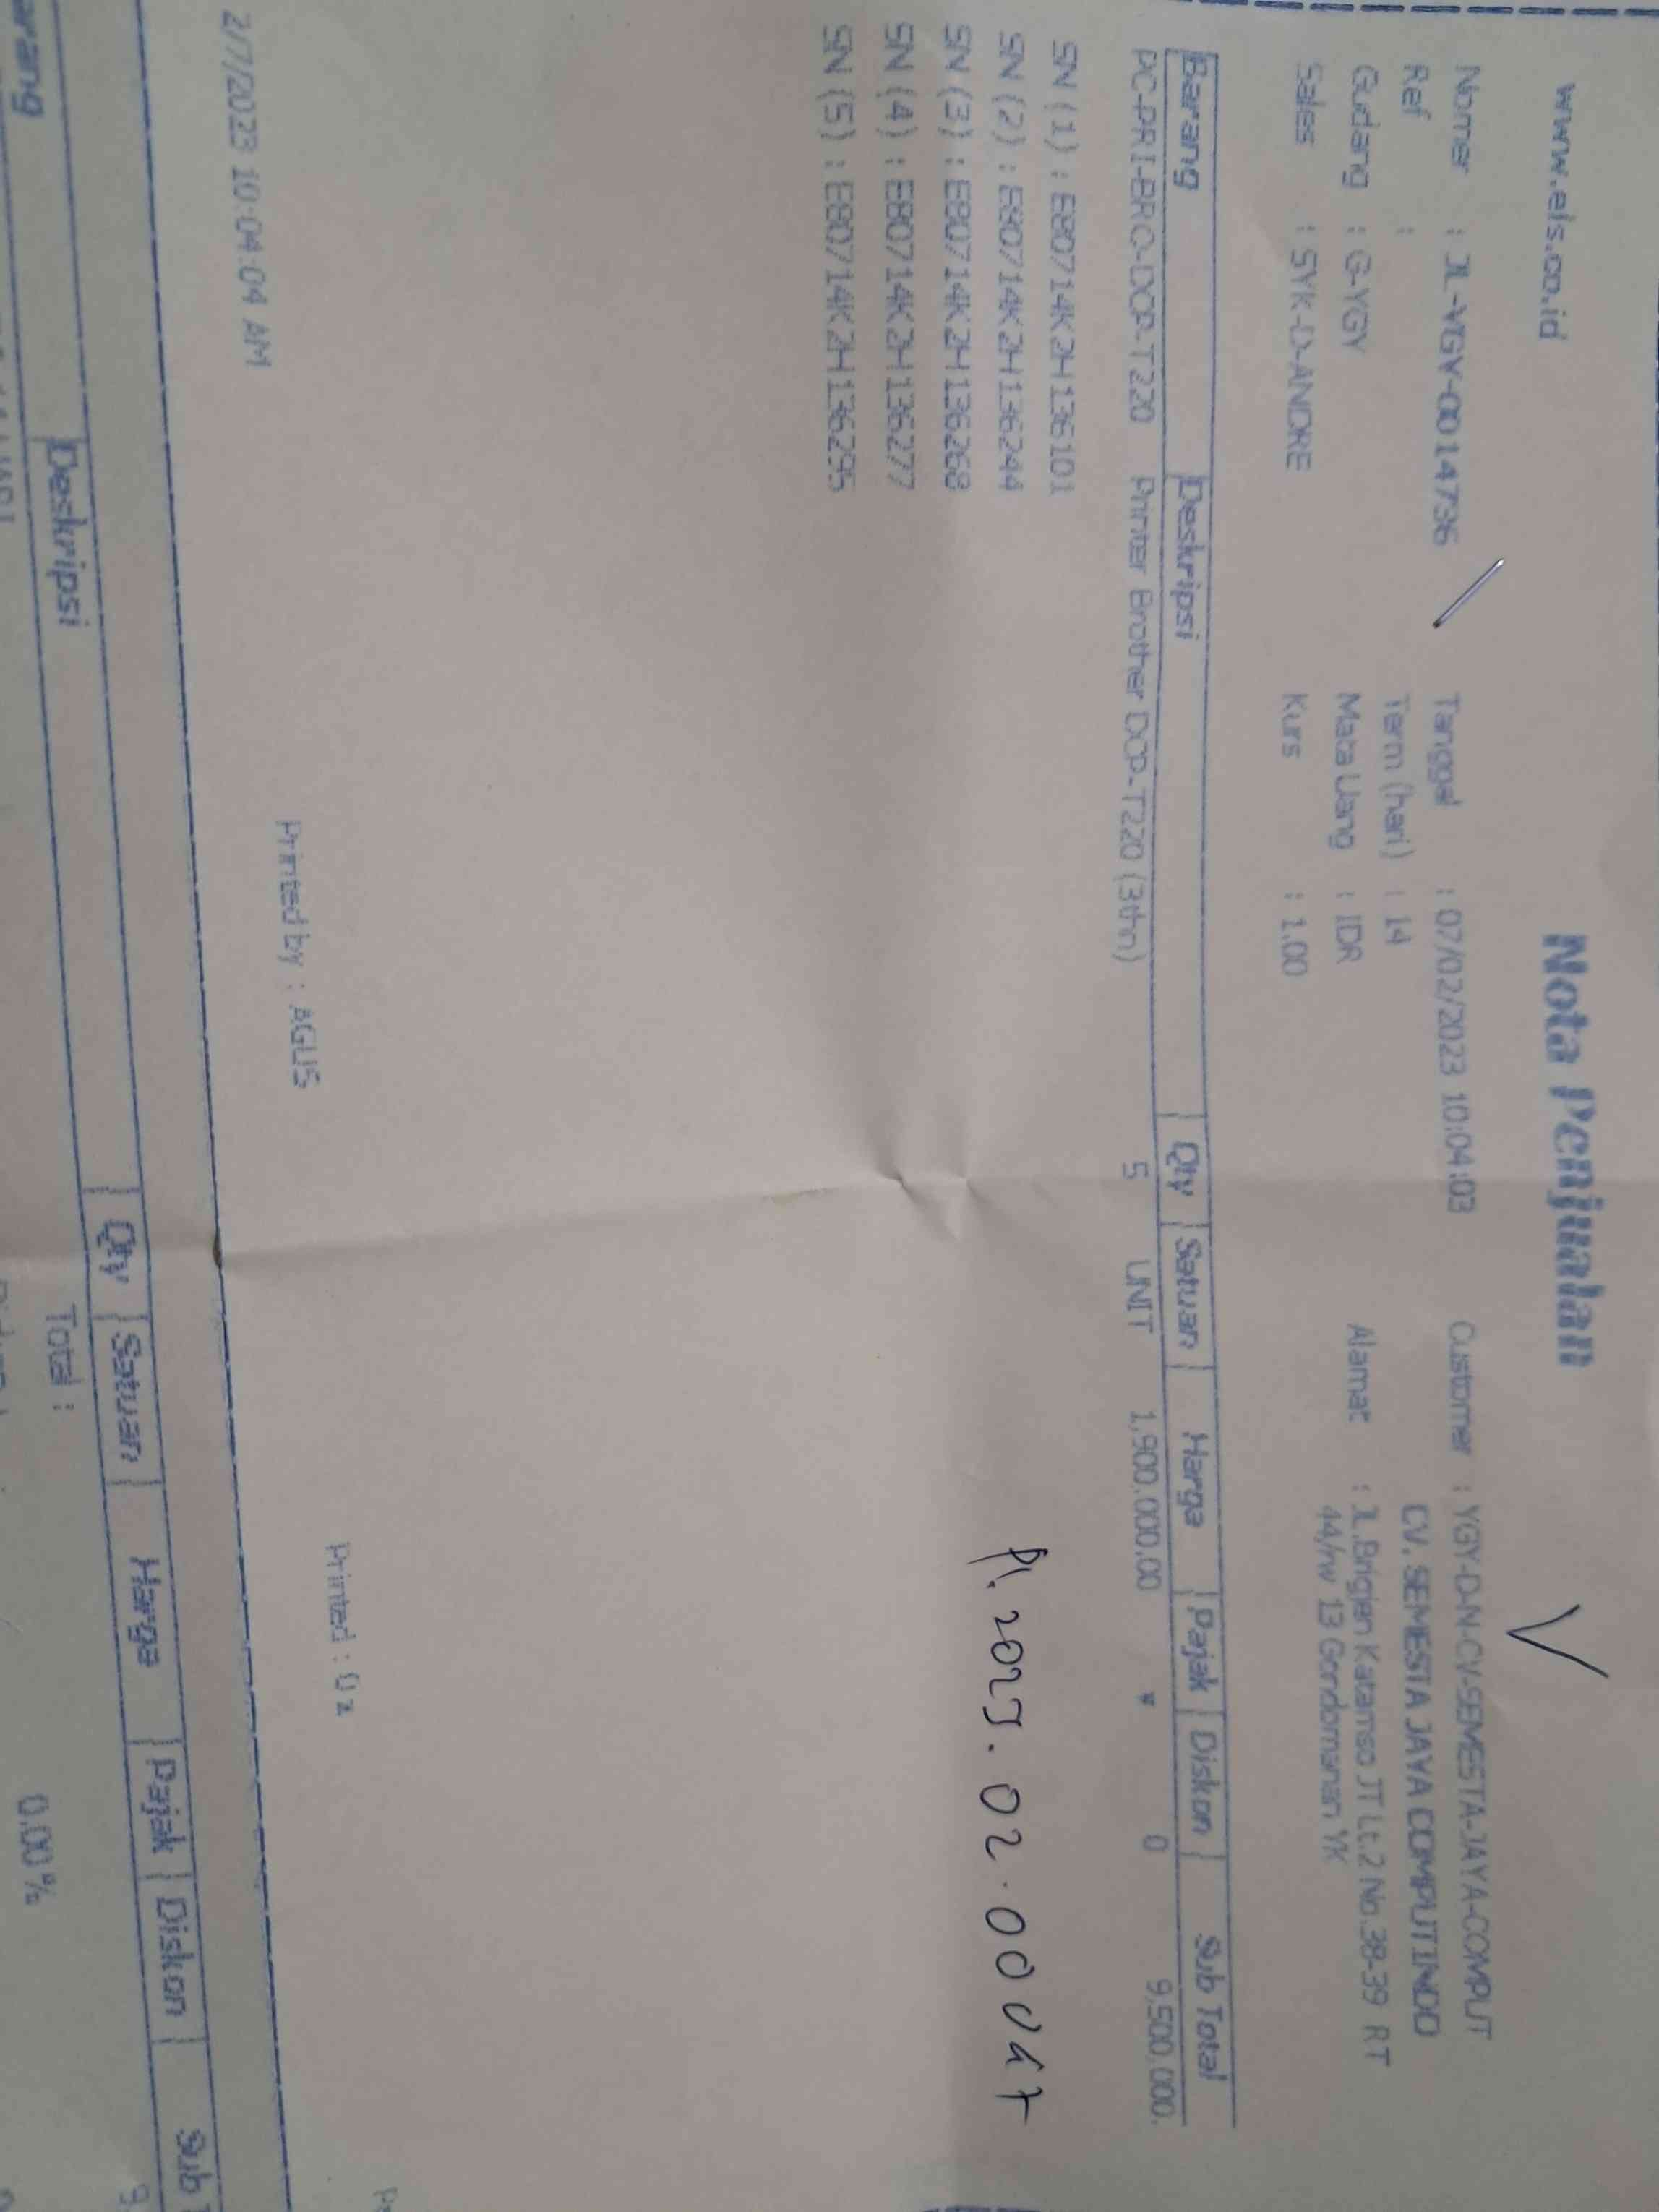 www.els.co.id
Nota Penjualan
Nomer : JL-YGY-0014736
Ref :
Gudang : G-YGY
Sales : SYK-D-ANDRE
Tanggal : 07/02/2023 10:04:03
Term (hari) : 14
Mata Uang : IDR
Kurs : 1.00
Customer : YGY-D-N-CV-SEMESTA-JAYA-COMPUT
CV. SEMESTA JAYA COMPUTINDO
Alamat : JL.Brigjen Katamso JT Lt.2 No.38-39 RT
44/rw 13 Gondomanan YK
Barang Deskripsi Qty Satuan Harga Pajak Diskon Sub Total
PC-PRI-BRO-DCP-T220 Printer Brother DCP-T220 (3thn) 5 UNIT 1,900,000.00 * 0 9,500,000.
SN (1) : E80714K2H136101
SN (2) : E80714K2H136244
SN (3) : E80714K2H136268
SN (4) : E80714K2H136277
SN (5) : E80714K2H136295
PI. 2023. 02. 00047
2/7/2023 10:04:04 AM
Printed by : AGUS
Printed : 0 x
arang Deskripsi Qty Satuan Harga Pajak Diskon Sub
Total :
0.00 %